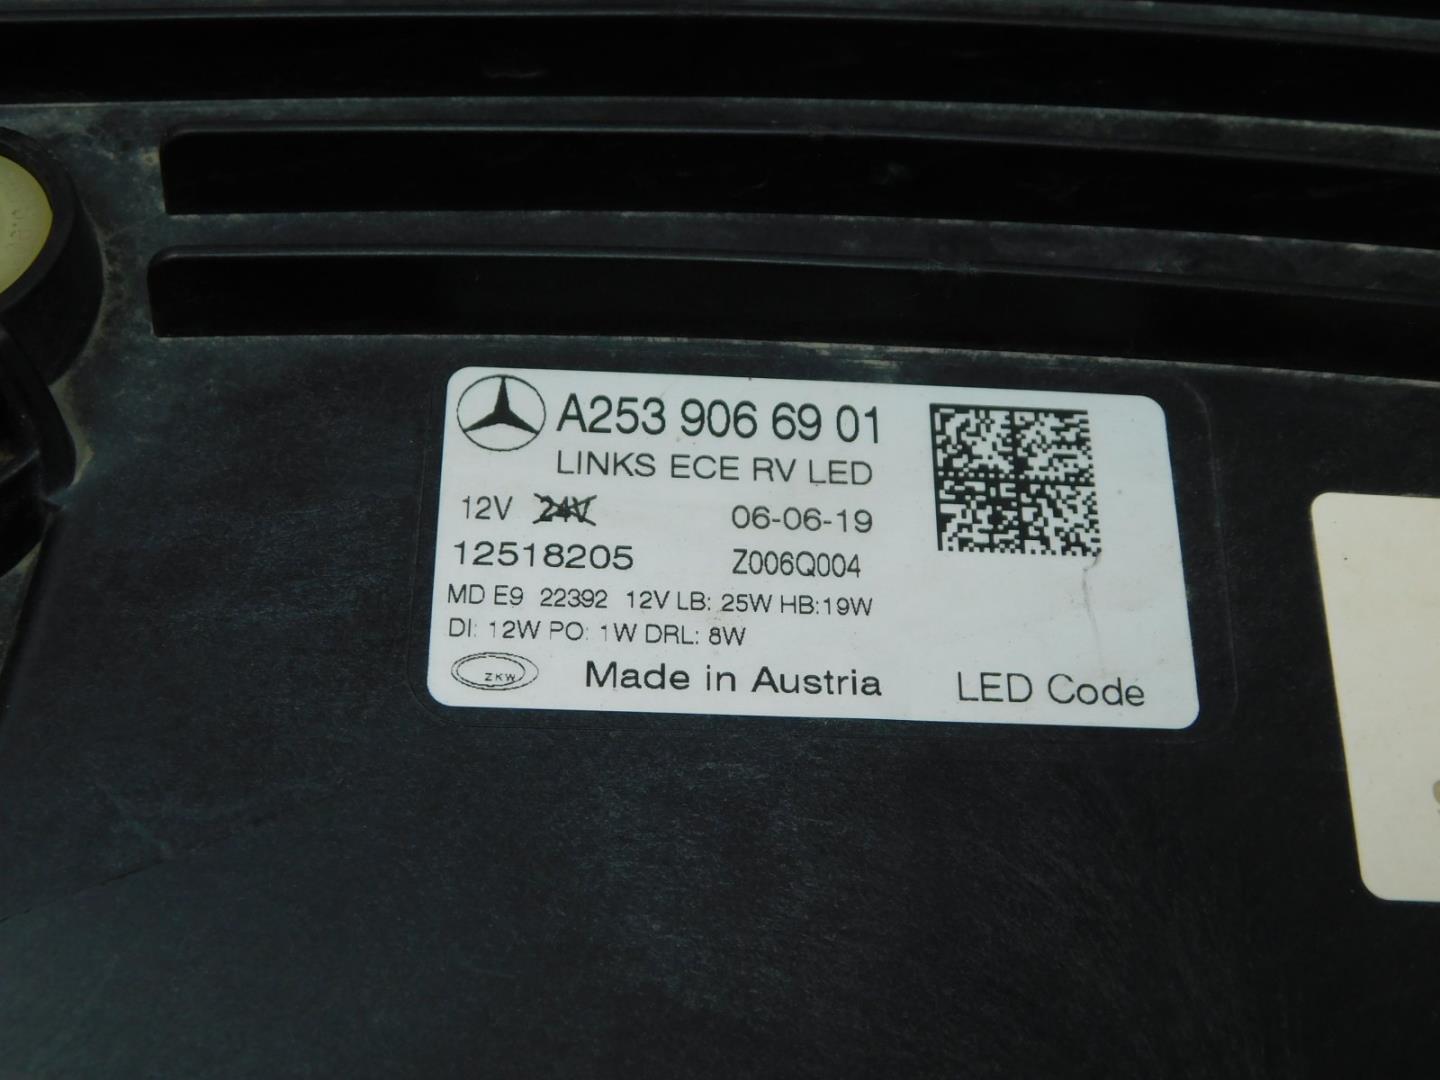 A253 906 69 01
LINKS ECE RV LED
12V 24V 06-06-19
12518205 Z006Q004
MD E9 22392 12V LB: 25W HB:19W
DI: 12W PO: 1W DRL: 8W
ZKW Made in Austria LED Code